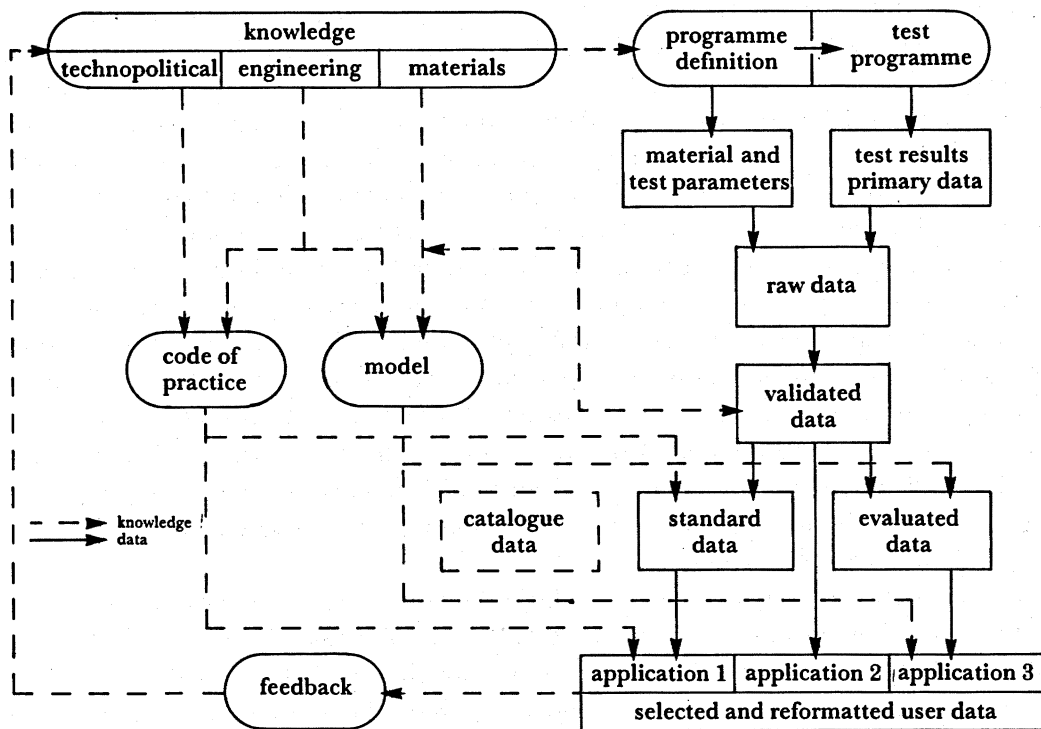 knowledge
technopolitical
engineering
materials
programme
definition
test
programme
material and
test parameters
test results
primary data
raw data
code of
practice
model
validated
data
knowledge
data
catalogue
data
standard
data
evaluated
data
feedback
application 1
application 2
application 3
selected and reformatted user data